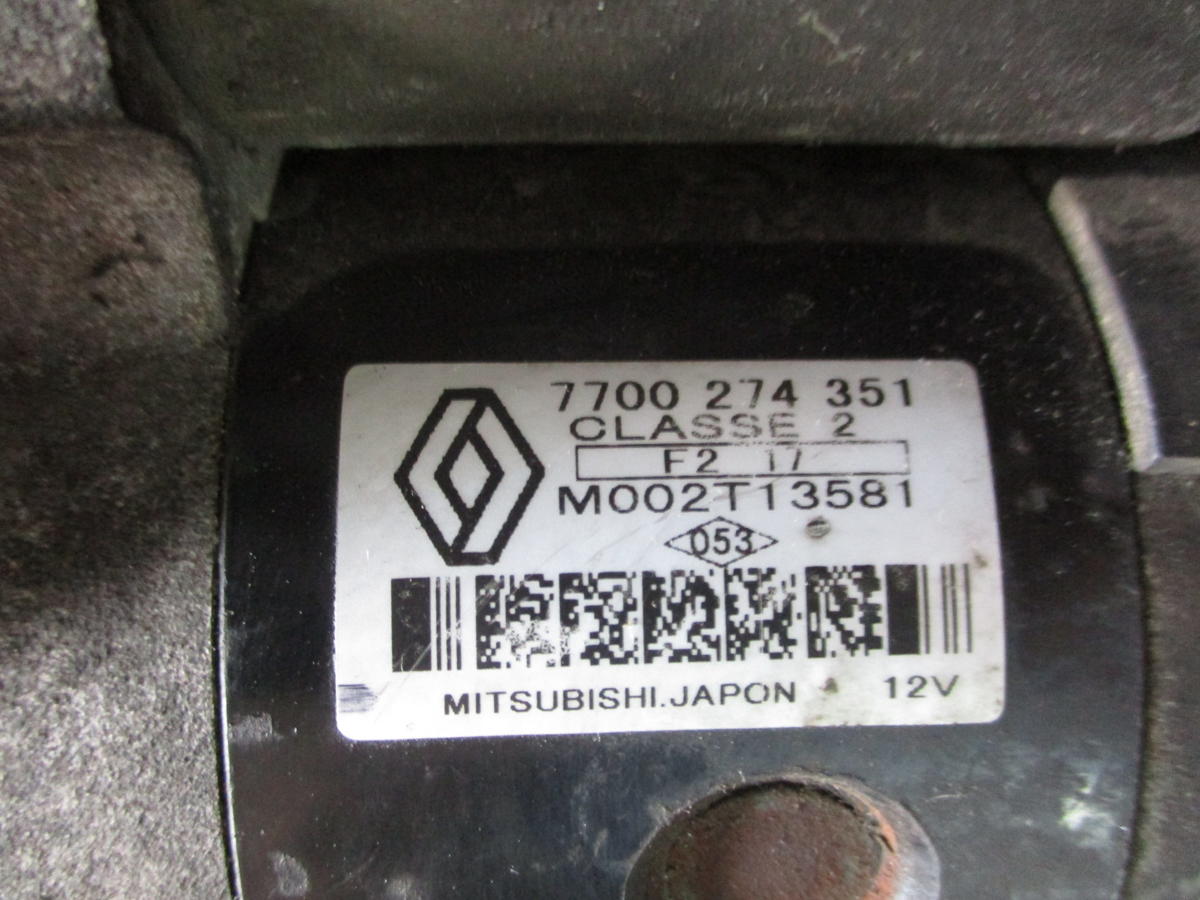 7700 274 351
CLASSE 2
F2 17
M002T13581
053
MITSUBISHI.JAPON 12V